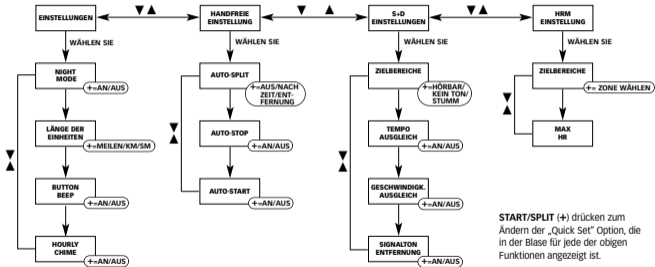 EINSTELLUNGEN
WÄHLEN SIE
NIGHT
MODE
+=AN/AUS
LÄNGE DER
EINHEITEN
+=MEILEN/KM/SM
BUTTON
BEEP
+=AN/AUS
HOURLY
CHIME
+=AN/AUS
HANDFREIE
EINSTELLUNG
WÄHLEN SIE
AUTO-SPLIT
+=AUS/NACH
ZEIT/ENT-
FERNUNG
AUTO-STOP
+=AN/AUS
AUTO-START
+=AN/AUS
S+D
EINSTELLUNGEN
WÄHLEN SIE
ZIELBEREICHE
+=HÖRBAR/
KEIN TON/
STUMM
TEMPO
AUSGLEICH
+=AN/AUS
GESCHWINDIGK.
AUSGLEICH
+=AN/AUS
SIGNALTON
ENTFERNUNG
+=AN/AUS
HRM
EINSTELLUNG
WÄHLEN SIE
ZIELBEREICHE
+= ZONE WÄHLEN
MAX
HR
START/SPLIT (+) drücken zum
Ändern der „Quick Set" Option, die
in der Blase für jede der obigen
Funktionen angezeigt ist.